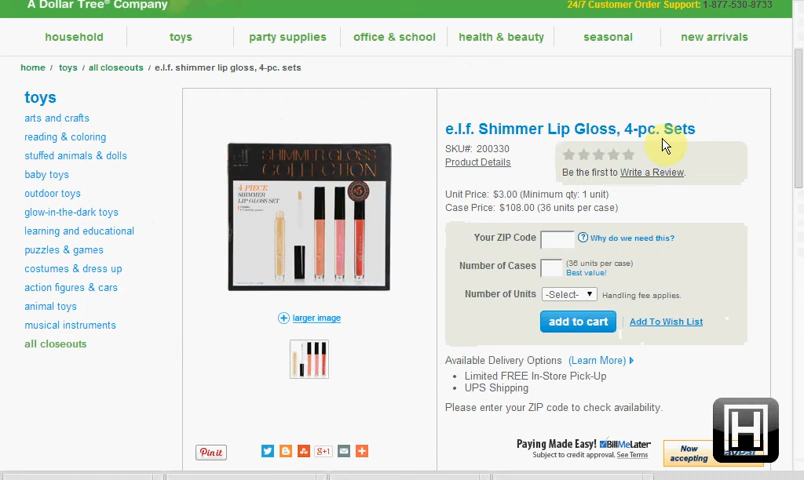 A Dollar Tree® Company
24/7 Customer Order Support: 1-877-530-8733
household toys party supplies office & school health & beauty seasonal new arrivals
home / toys / all closeouts / e.l.f. shimmer lip gloss, 4-pc. sets
toys
arts and crafts
reading & coloring
stuffed animals & dolls
baby toys
outdoor toys
glow-in-the-dark toys
learning and educational
puzzles & games
costumes & dress up
action figures & cars
animal toys
musical instruments
all closeouts
SHIMMER GLOSS
COLLECTION
4 PIECE
SHIMMER
LIP GLOSS SET
larger image
Pin it
g+1
e.l.f. Shimmer Lip Gloss, 4-pc. Sets
SKU#: 200330
Product Details
Be the first to Write a Review.
Unit Price: $3.00 (Minimum qty: 1 unit)
Case Price: $108.00 (36 units per case)
Your ZIP Code ? Why do we need this?
Number of Cases (36 units per case)
Best value!
Number of Units -Select- Handling fee applies.
add to cart Add To Wish List
Available Delivery Options (Learn More)
• Limited FREE In-Store Pick-Up
• UPS Shipping
Please enter your ZIP code to check availability.
Paying Made Easy! BillMeLater
Subject to credit approval. See Terms
Now
accepting
H